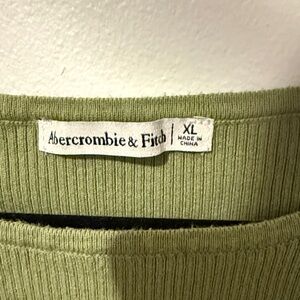 Abercrombie & Fitch
XL
MADE IN
CHINA